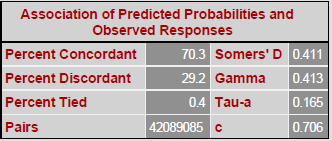 Association of Predicted Probabilities and
Observed Responses
Percent Concordant 70.3 Somers' D 0.411
Percent Discordant 29.2 Gamma 0.413
Percent Tied 0.4 Tau-a 0.165
Pairs 42089085 c 0.706